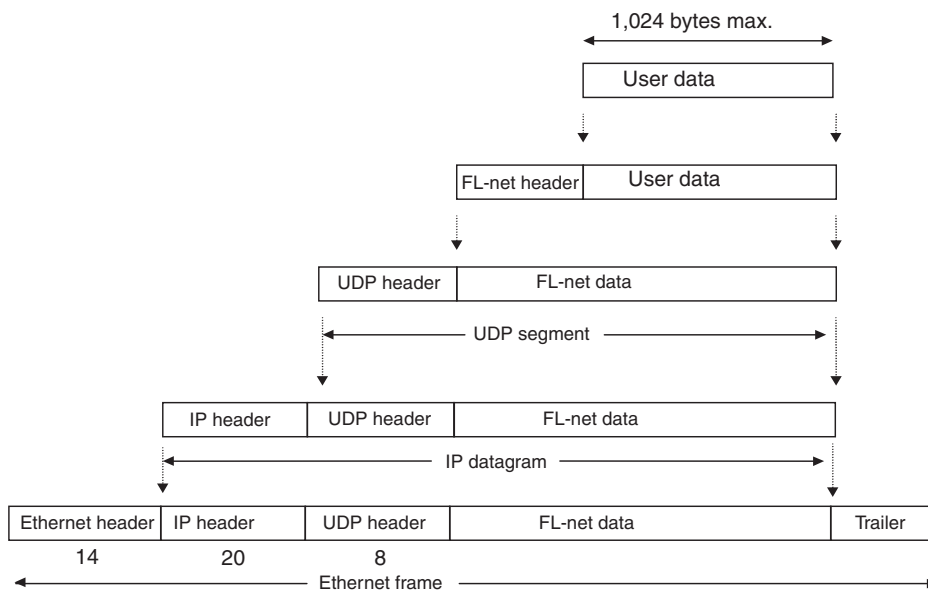 1,024 bytes max.
User data
FL-net header User data
UDP header FL-net data
UDP segment
IP header UDP header FL-net data
IP datagram
Ethernet header IP header UDP header FL-net data Trailer
14 20 8
Ethernet frame